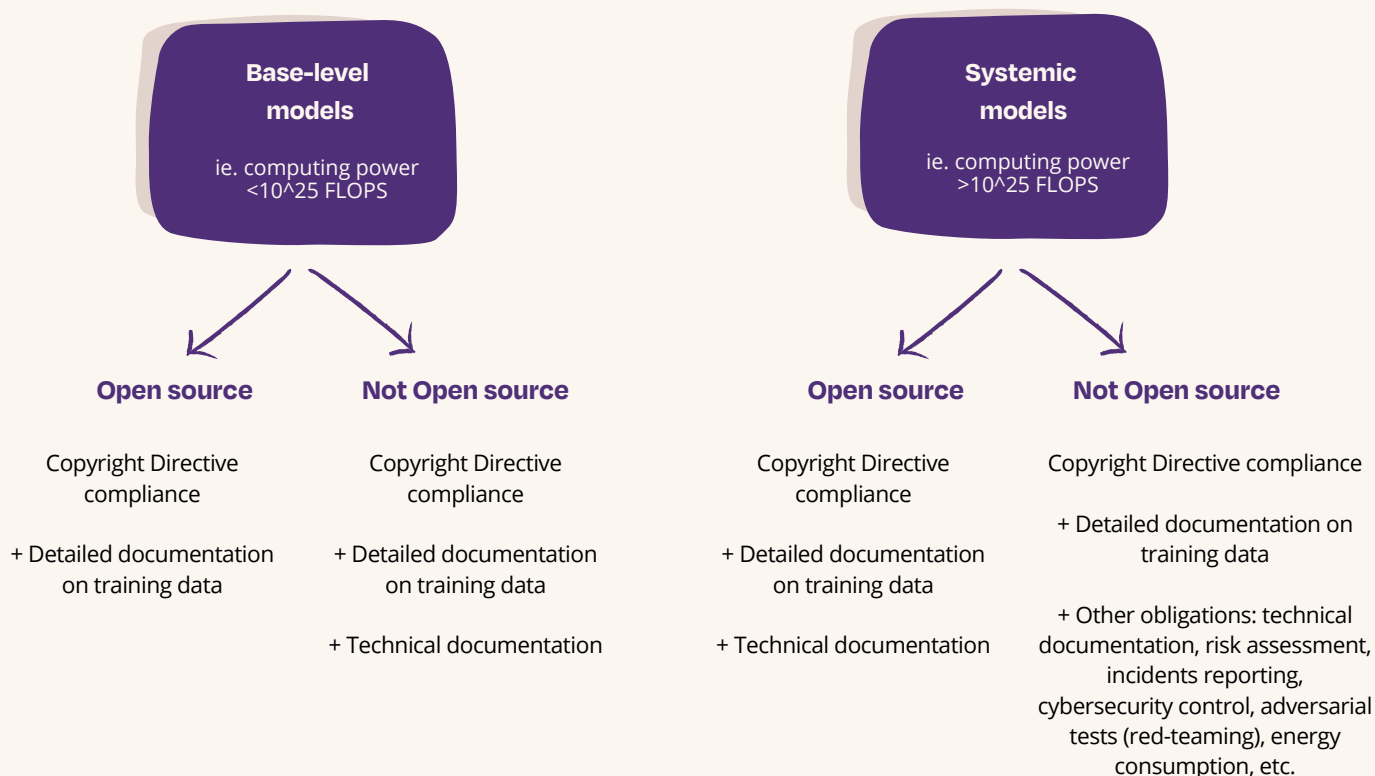 Base-level
models
ie. computing power
<10^25 FLOPS
Open source
Copyright Directive
compliance
+ Detailed documentation
on training data
Not Open source
Copyright Directive
compliance
+ Detailed documentation
on training data
+ Technical documentation
Systemic
models
ie. computing power
>10^25 FLOPS
Open source
Copyright Directive
compliance
+ Detailed documentation
on training data
+ Technical documentation
Not Open source
Copyright Directive compliance
+ Detailed documentation on
training data
+ Other obligations: technical
documentation, risk assessment,
incidents reporting,
cybersecurity control, adversarial
tests (red-teaming), energy
consumption, etc.